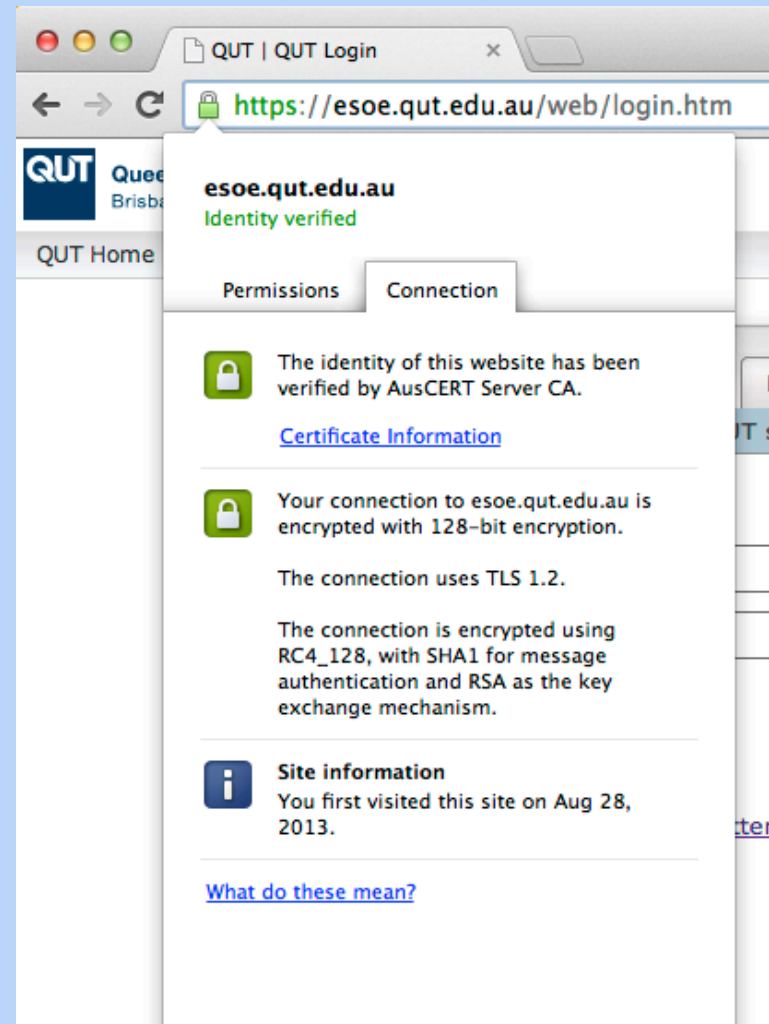 QUT | QUT Login
https://esoe.qut.edu.au/web/login.htm
QUT
esoe.qut.edu.au
Identity verified
QUT Home
Permissions
Connection
The identity of this website has been
verified by AusCERT Server CA.
Certificate Information
Your connection to esoe.qut.edu.au is
encrypted with 128-bit encryption.
The connection uses TLS 1.2.
The connection is encrypted using
RC4_128, with SHA1 for message
authentication and RSA as the key
exchange mechanism.
Site information
You first visited this site on Aug 28,
2013.
What do these mean?